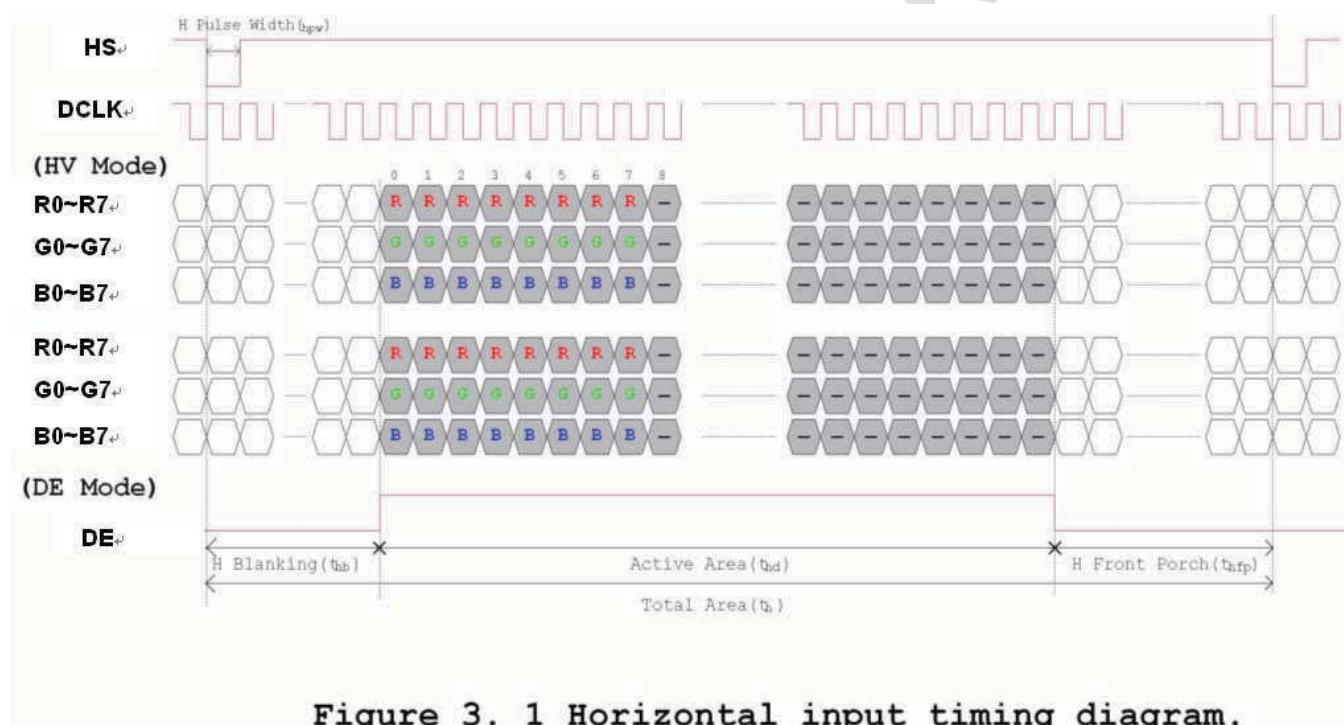 H Pulse Width(thpw)
HS
DCLK
(HV Mode)
0 1 2 3 4 5 6 7 8
R0~R7 R R R R R R R R
G0~G7 G G G G G G G G
B0~B7 B B B B B B B B
R0~R7 R R R R R R R R
G0~G7 G G G G G G G G
B0~B7 B B B B B B B B
(DE Mode)
DE
H Blanking(thb) Active Area(thd) H Front Porch(thfp)
Total Area(th)
Figure 3. 1 Horizontal input timing diagram.